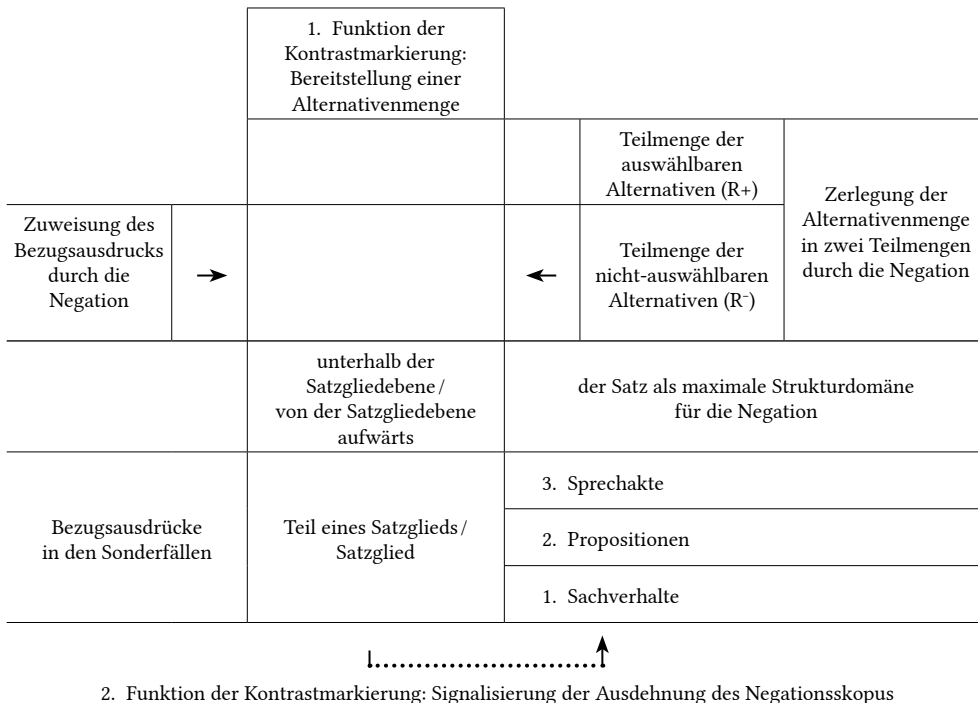 1. Funktion der
Kontrastmarkierung:
Bereitstellung einer
Alternativenmenge
Teilmenge der
auswählbaren
Alternativen (R+)
Zerlegung der
Alternativenmenge
in zwei Teilmengen
durch die Negation
Zuweisung des
Bezugsausdrucks
durch die
Negation
Teilmenge der
nicht-auswählbaren
Alternativen (R⁻)
unterhalb der
Satzgliedebene /
von der Satzgliedebene
aufwärts
der Satz als maximale Strukturdomäne
für die Negation
Bezugsausdrücke
in den Sonderfällen
Teil eines Satzglieds /
Satzglied
3. Sprechakte
2. Propositionen
1. Sachverhalte
2. Funktion der Kontrastmarkierung: Signalisierung der Ausdehnung des Negationsskopus